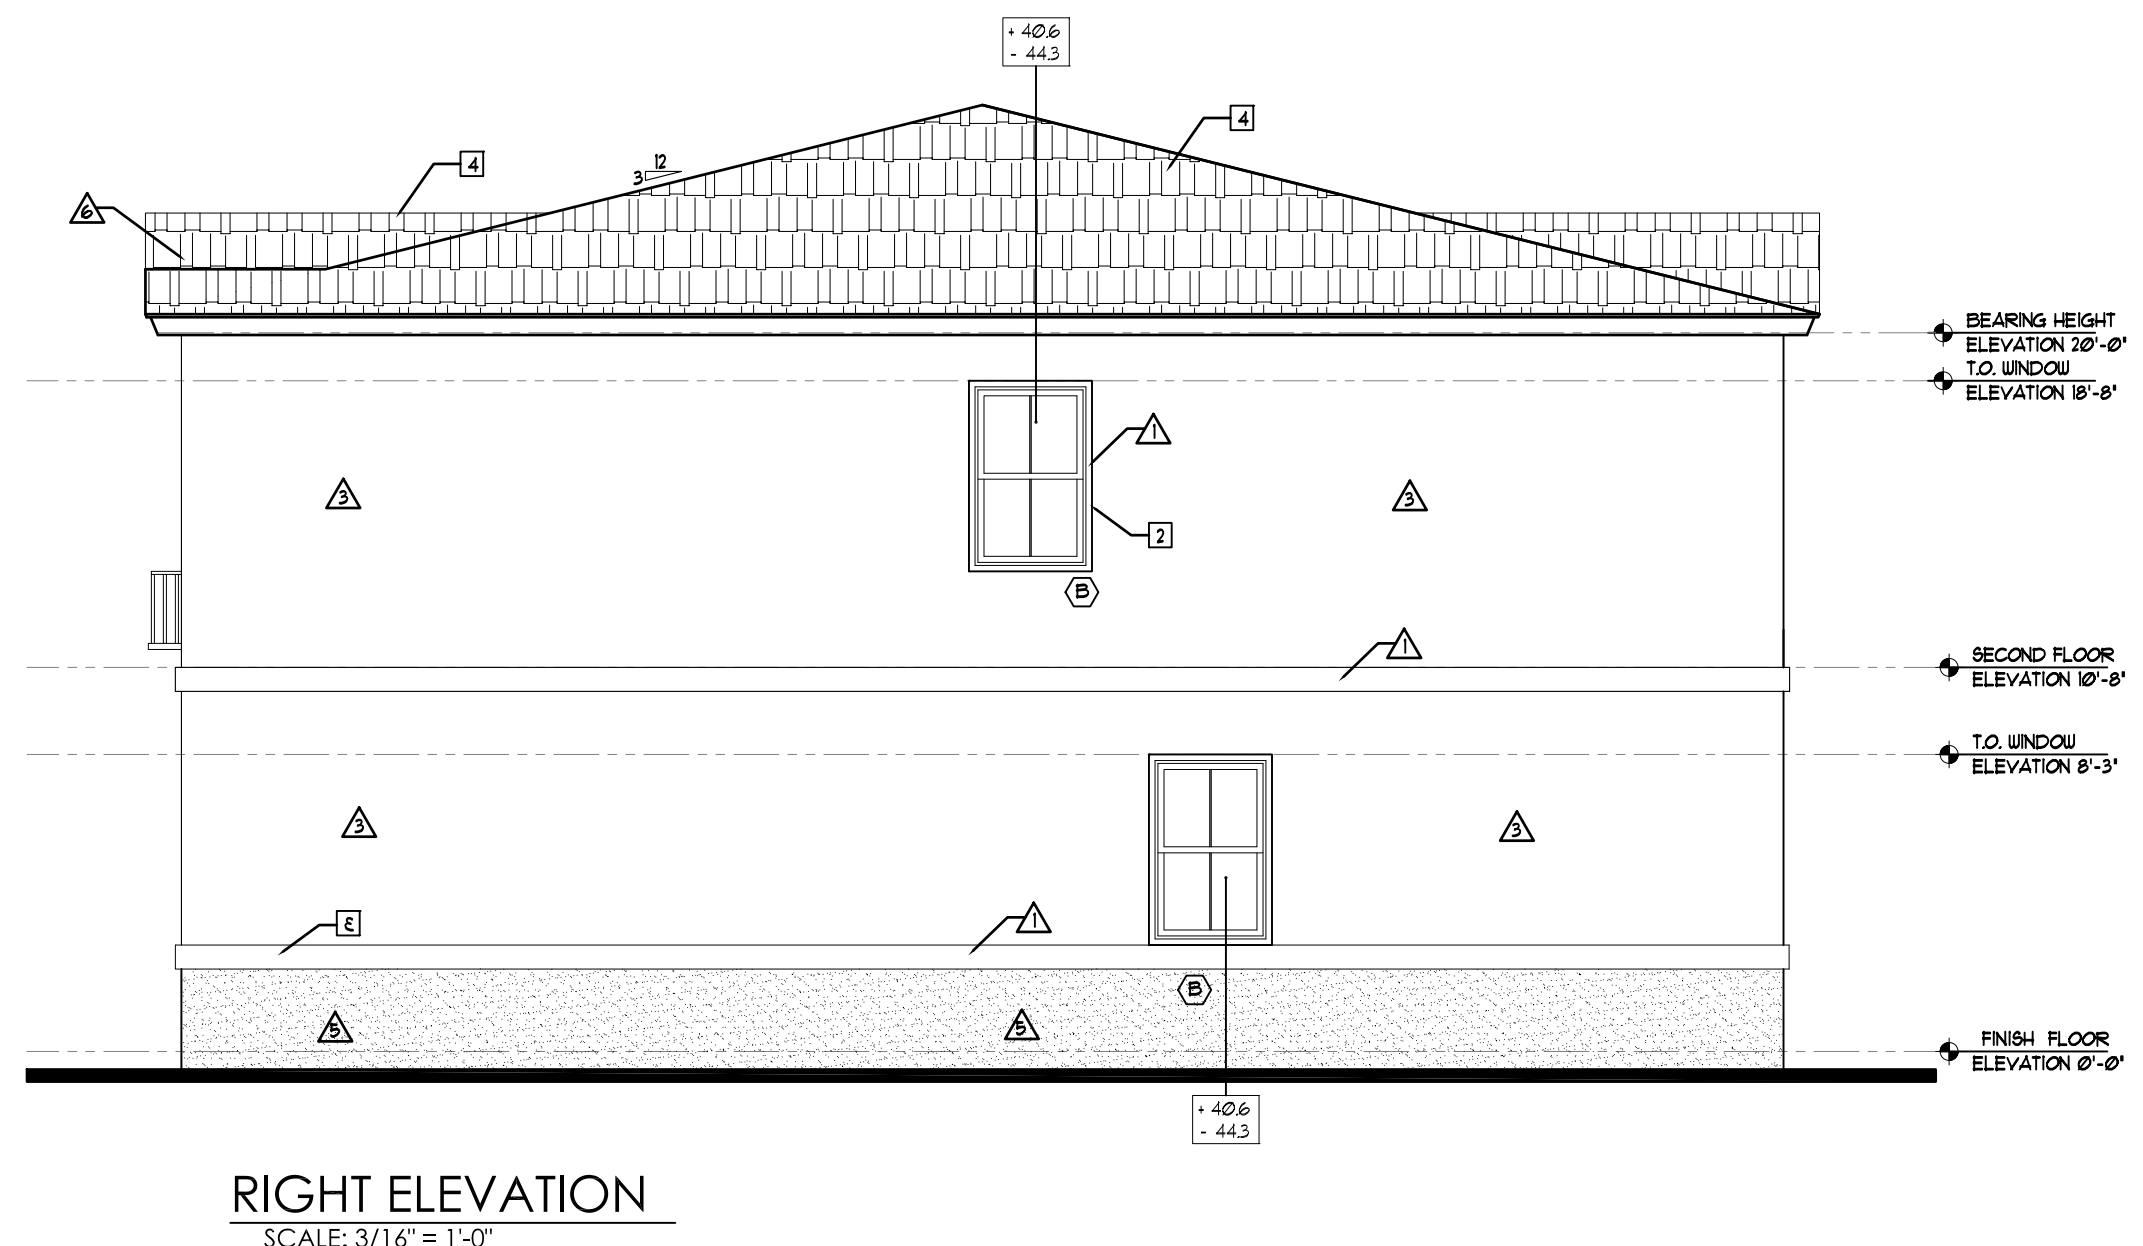 + 40.6
- 44.3
4
12
3
4
6
BEARING HEIGHT
ELEVATION 20'-0"
T.O. WINDOW
ELEVATION 18'-8"
1
3
3
2
B
1
SECOND FLOOR
ELEVATION 10'-8"
T.O. WINDOW
ELEVATION 8'-3"
3
3
1
B
5
5
FINISH FLOOR
ELEVATION 0'-0"
+ 40.6
- 44.3
RIGHT ELEVATION
SCALE: 3/16" = 1'-0"